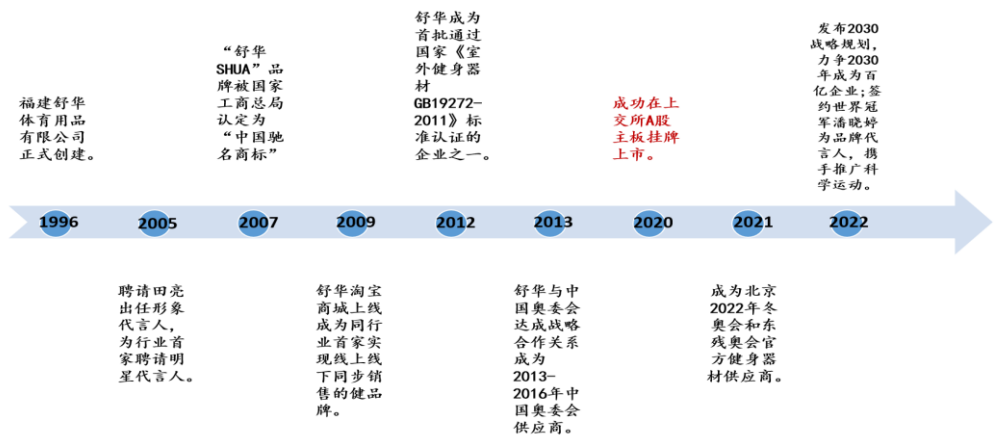 福建舒华
体育用品
有限公司
正式创建。
“舒华
SHUA”品
牌被国家
工商总局
认定为
“中国驰
名商标”
舒华成为
首批通过
国家《室
外健身器
材
GB19272-
2011》标
准认证的
企业之一。
成功在上
交所A股
主板挂牌
上市。
发布2030
战略规划，
力争2030
年成为百
亿企业;签
约世界冠
军潘晓婷
为品牌代
言人，携
手推广科
学运动。
1996
2005
2007
2009
2012
2013
2020
2021
2022
聘请田亮
出任形象
代言人，
为行业首
家聘请明
星代言人。
舒华淘宝
商城上线
成为同行
业首家实
现线上线
下同步销
售的健品
牌。
舒华与中
国奥委会
达成战略
合作关系
成为
2013-
2016年中
国奥委会
供应商。
成为北京
2022年冬
奥会和东
残奥会官
方健身器
材供应商。